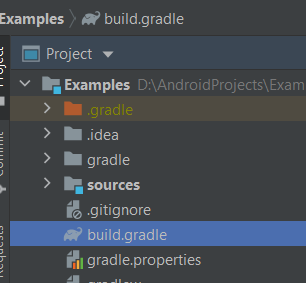 Examples > build.gradle
Project
Project
Examples D:\AndroidProjects\Exam
.gradle
.idea
gradle
sources
.gitignore
build.gradle
gradle.properties
Commit
Requests